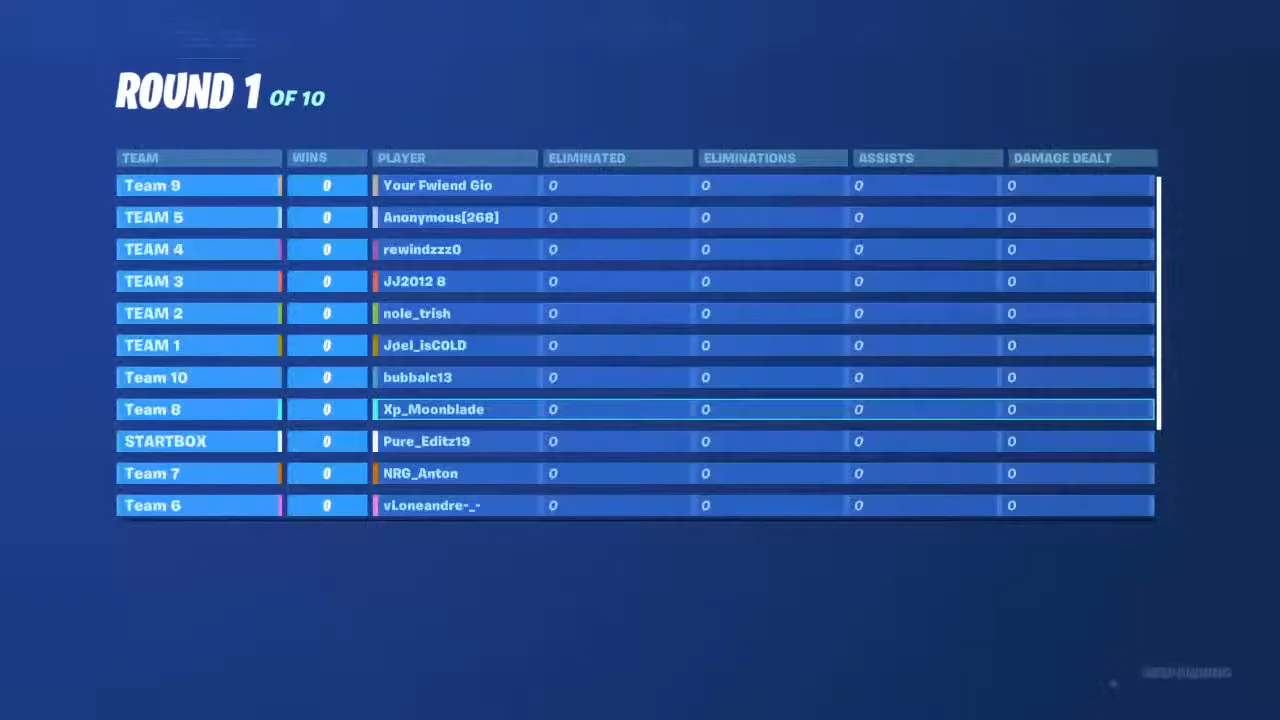 ROUND 1 OF 10
TEAM WINS PLAYER ELIMINATED ELIMINATIONS ASSISTS DAMAGE DEALT
Team 9 0 Your Fwiend Gio 0 0 0 0
TEAM 5 0 Anonymous[268] 0 0 0 0
TEAM 4 0 rewindzzz0 0 0 0 0
TEAM 3 0 JJ2012 8 0 0 0 0
TEAM 2 0 nole_trish 0 0 0 0
TEAM 1 0 Jøel_isCOLD 0 0 0 0
Team 10 0 bubbalc13 0 0 0 0
Team 8 0 Xp_Moonblade 0 0 0 0
STARTBOX 0 Pure_Editz19 0 0 0 0
Team 7 0 NRG_Anton 0 0 0 0
Team 6 0 vLoneandre-_- 0 0 0 0